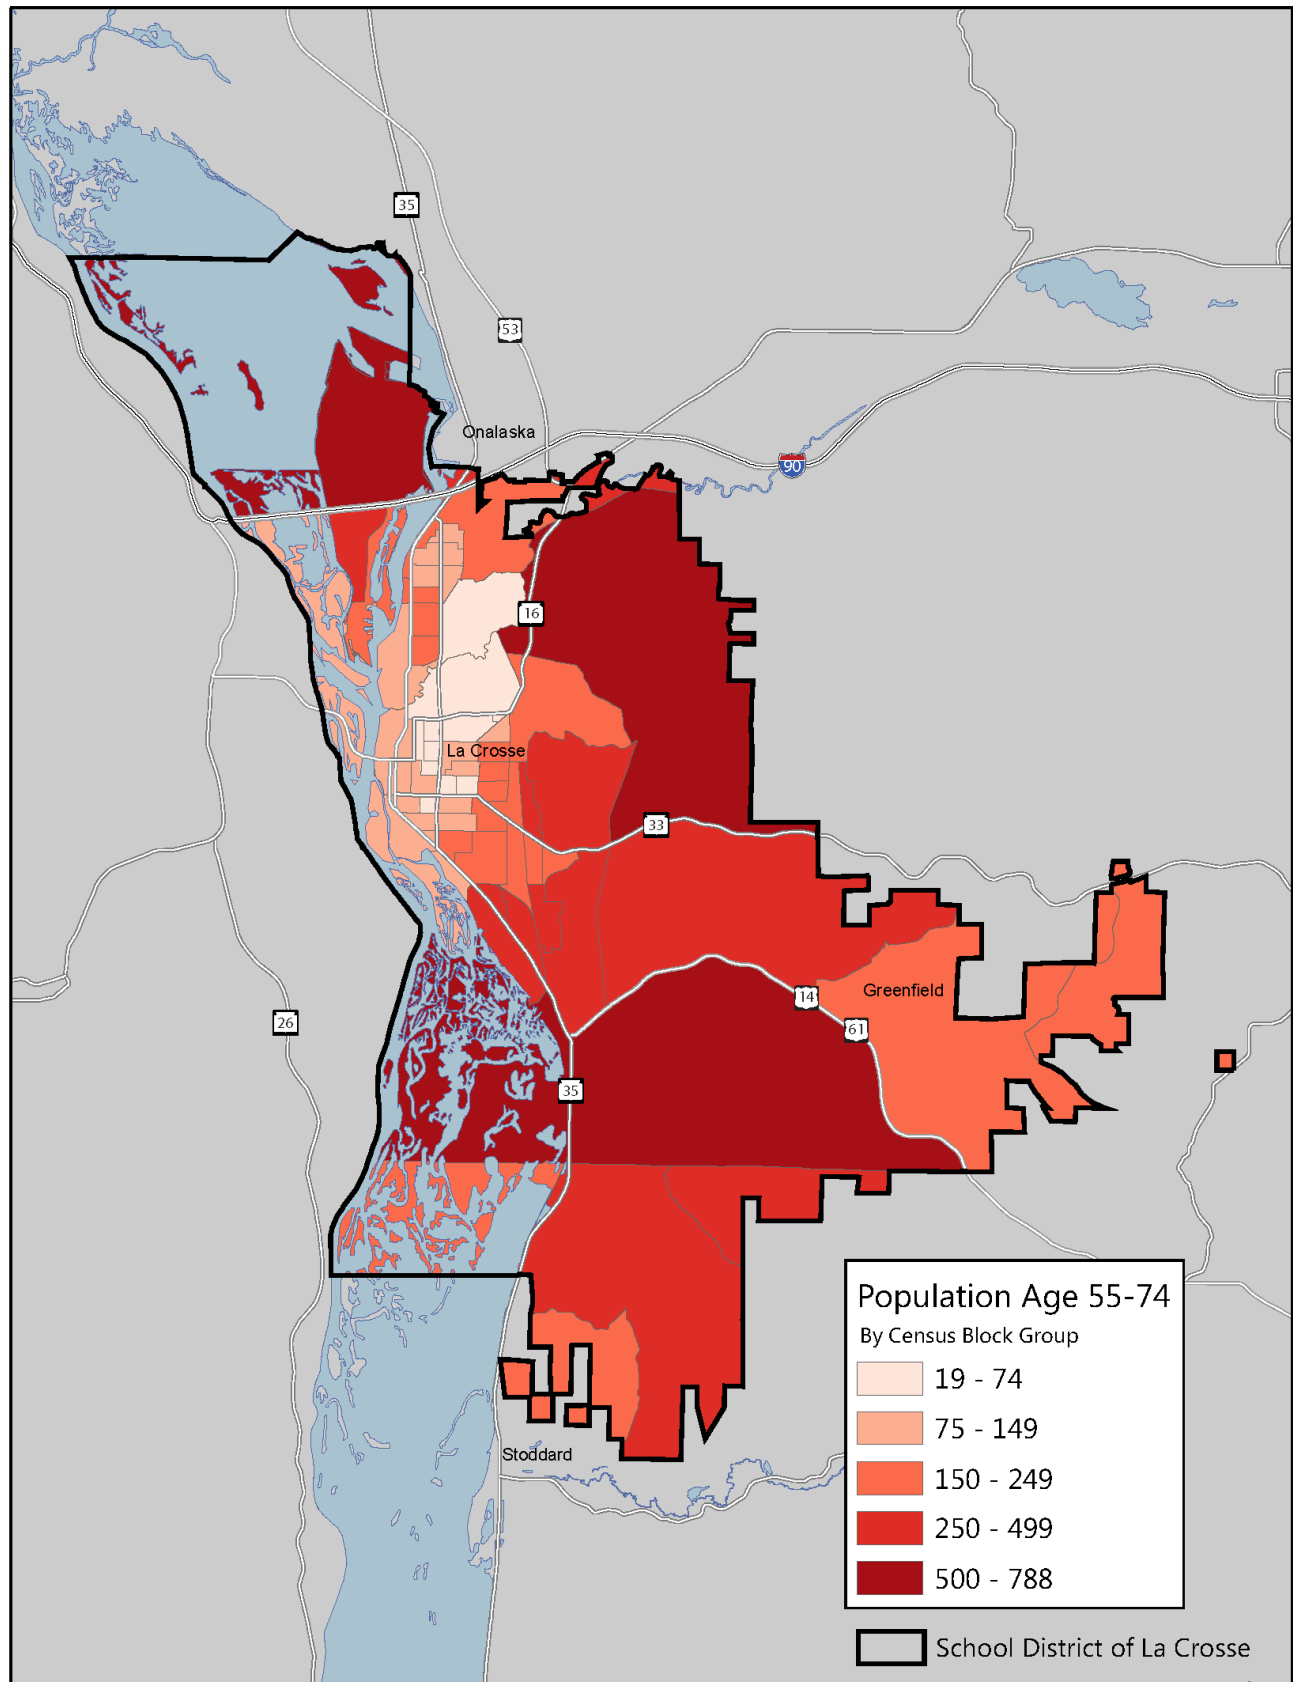 35
53
Onalaska
90
16
La Crosse
33
14
Greenfield
61
26
35
Stoddard
Population Age 55-74
By Census Block Group
19 - 74
75 - 149
150 - 249
250 - 499
500 - 788
School District of La Crosse